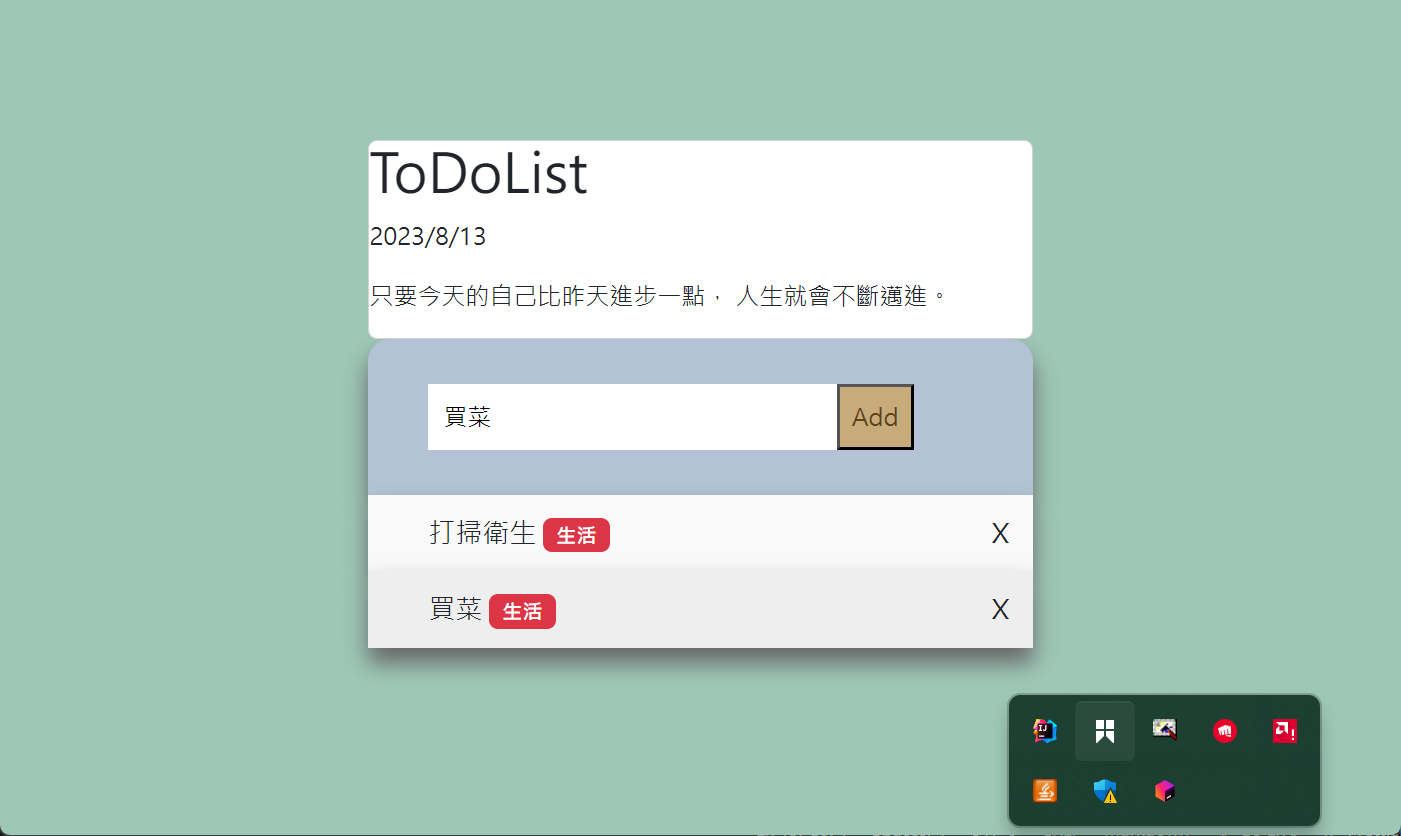 ToDoList
2023/8/13
只要今天的自己比昨天進步一點， 人生就會不斷邁進。
買菜 Add
打掃衛生 生活 X
買菜 生活 X
IJ